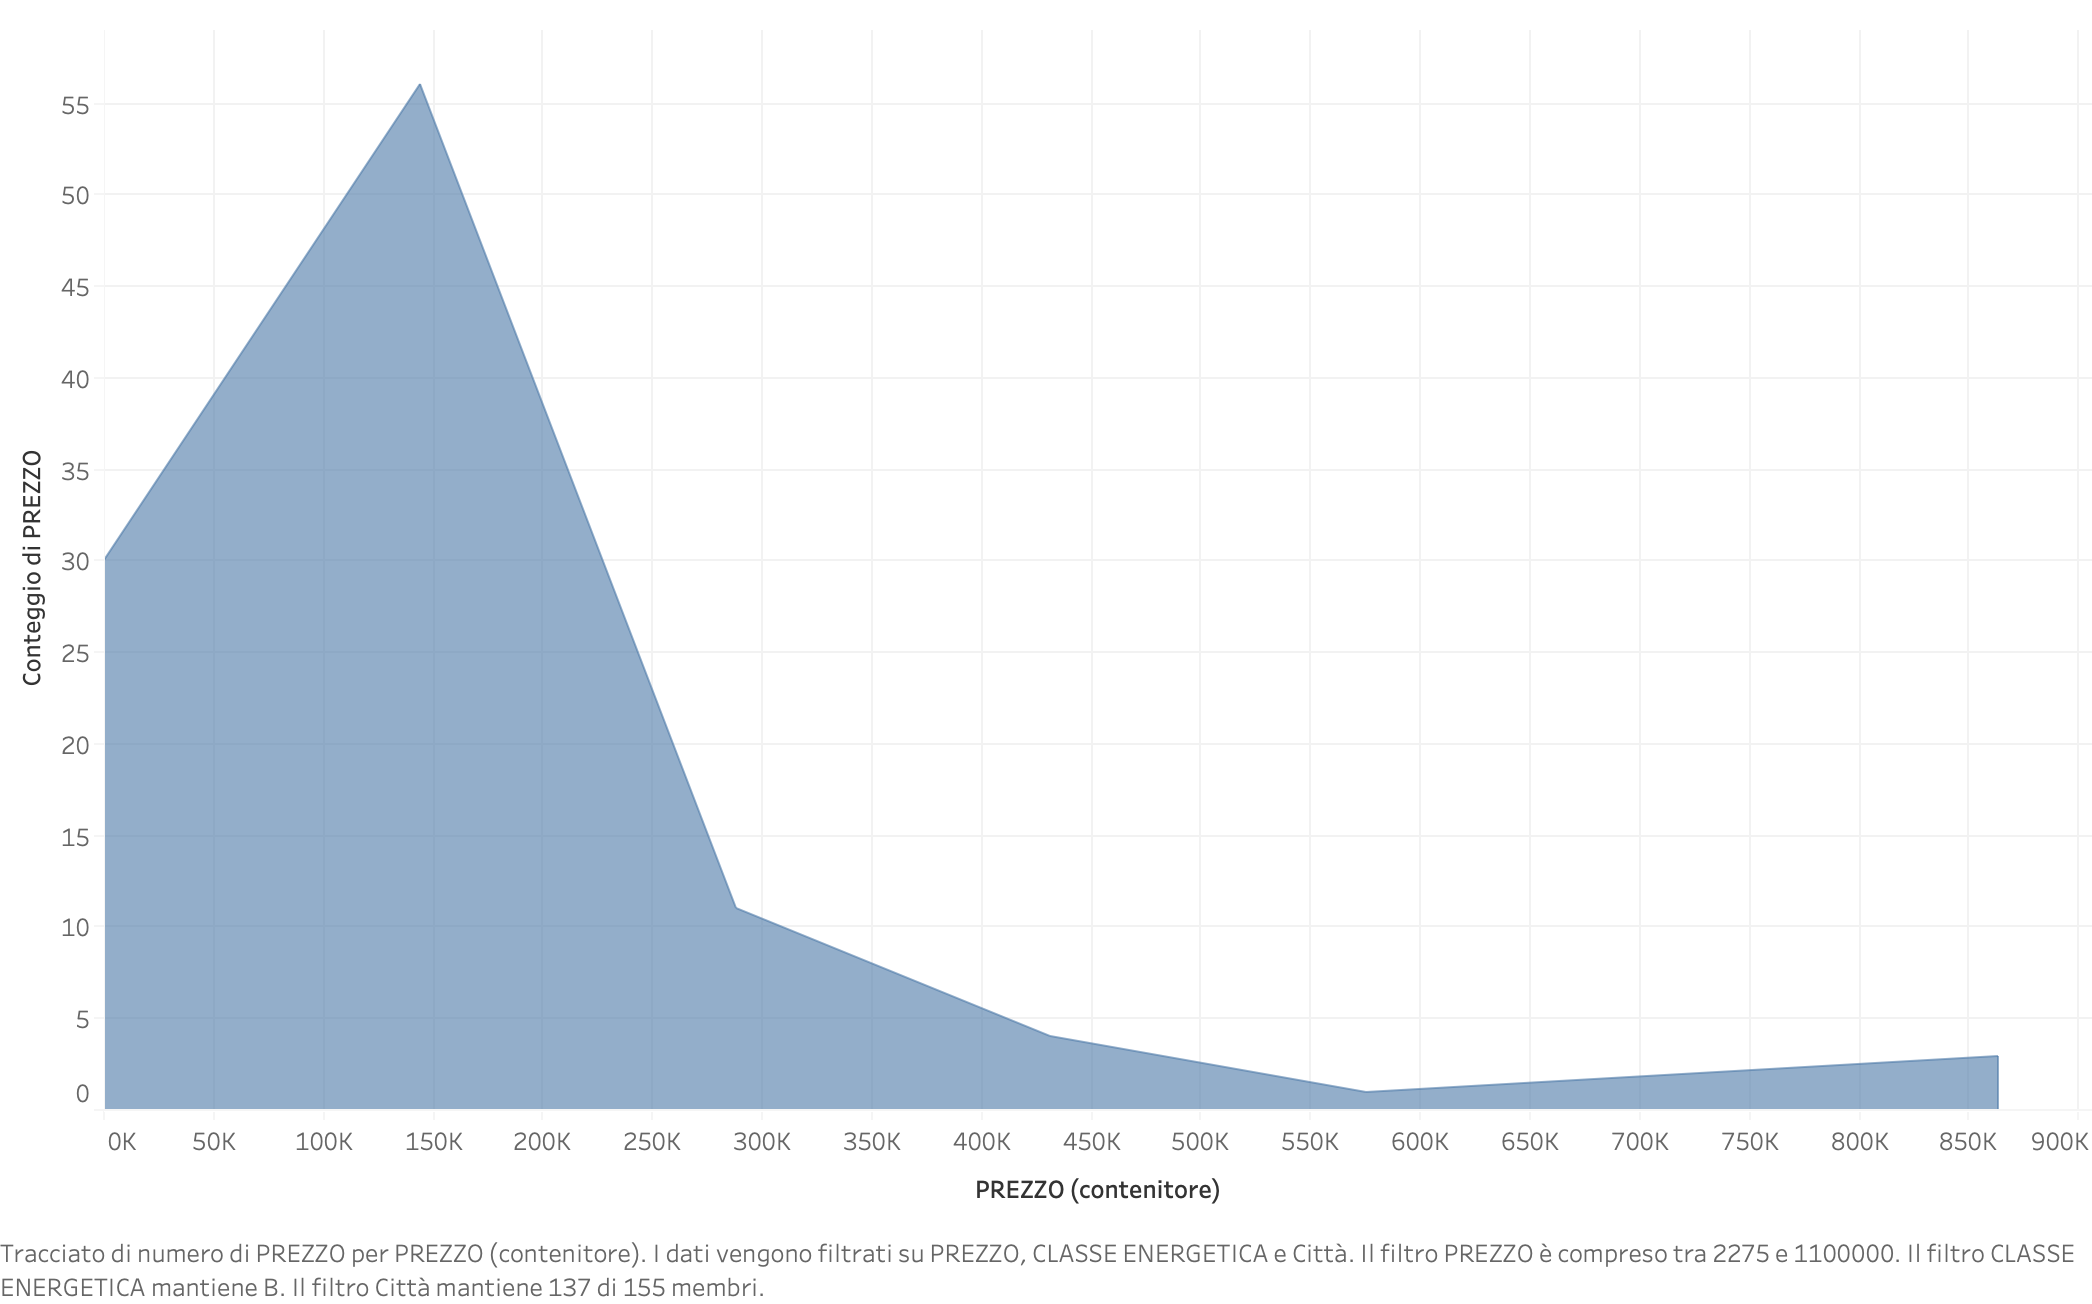 55
50
45
40
35
30
25
20
15
10
5
0
Conteggio di PREZZO
0K 50K 100K 150K 200K 250K 300K 350K 400K 450K 500K 550K 600K 650K 700K 750K 800K 850K 900K
PREZZO (contenitore)
Tracciato di numero di PREZZO per PREZZO (contenitore). I dati vengono filtrati su PREZZO, CLASSE ENERGETICA e Città. Il filtro PREZZO è compreso tra 2275 e 1100000. Il filtro CLASSE
ENERGETICA mantiene B. Il filtro Città mantiene 137 di 155 membri.